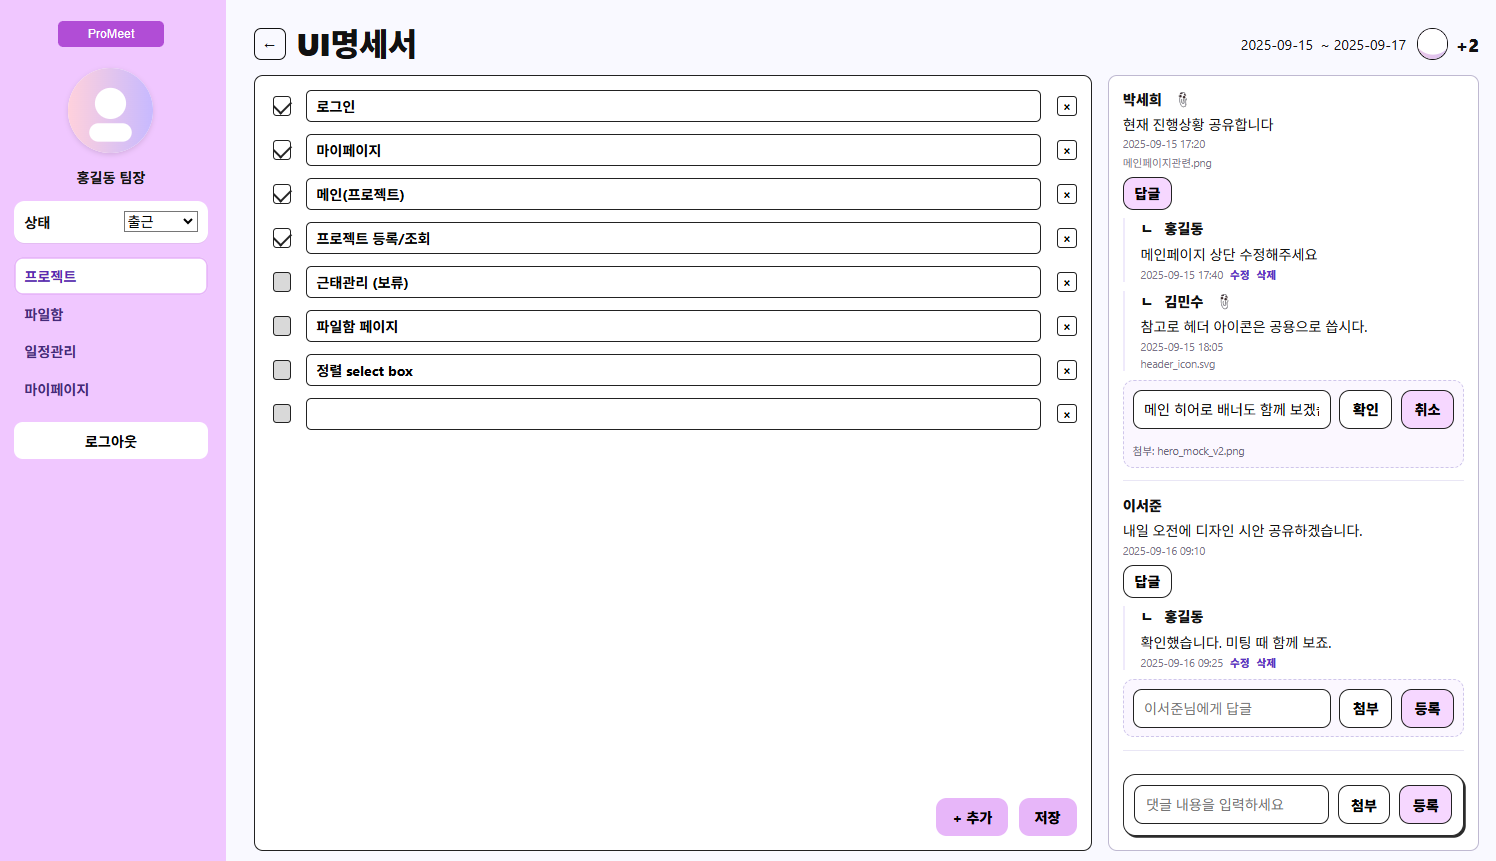 ProMeet
홍길동 팀장
상태
출근
프로젝트
파일함
일정관리
마이페이지
로그아웃
← UI명세서
2025-09-15 ~ 2025-09-17 +2
로그인 ×
마이페이지 ×
메인(프로젝트) ×
프로젝트 등록/조회 ×
근태관리 (보류) ×
파일함 페이지 ×
정렬 select box ×
×
+ 추가 저장
박세희
현재 진행상황 공유합니다
2025-09-15 17:20
메인페이지관련.png
답글
ㄴ 홍길동
메인페이지 상단 수정해주세요
2025-09-15 17:40 수정 삭제
ㄴ 김민수
참고로 헤더 아이콘은 공용으로 씁시다.
2025-09-15 18:05
header_icon.svg
메인 히어로 배너도 함께 보겠 확인 취소
첨부: hero_mock_v2.png
이서준
내일 오전에 디자인 시안 공유하겠습니다.
2025-09-16 09:10
답글
ㄴ 홍길동
확인했습니다. 미팅 때 함께 보죠.
2025-09-16 09:25 수정 삭제
이서준님에게 답글 첨부 등록
댓글 내용을 입력하세요 첨부 등록